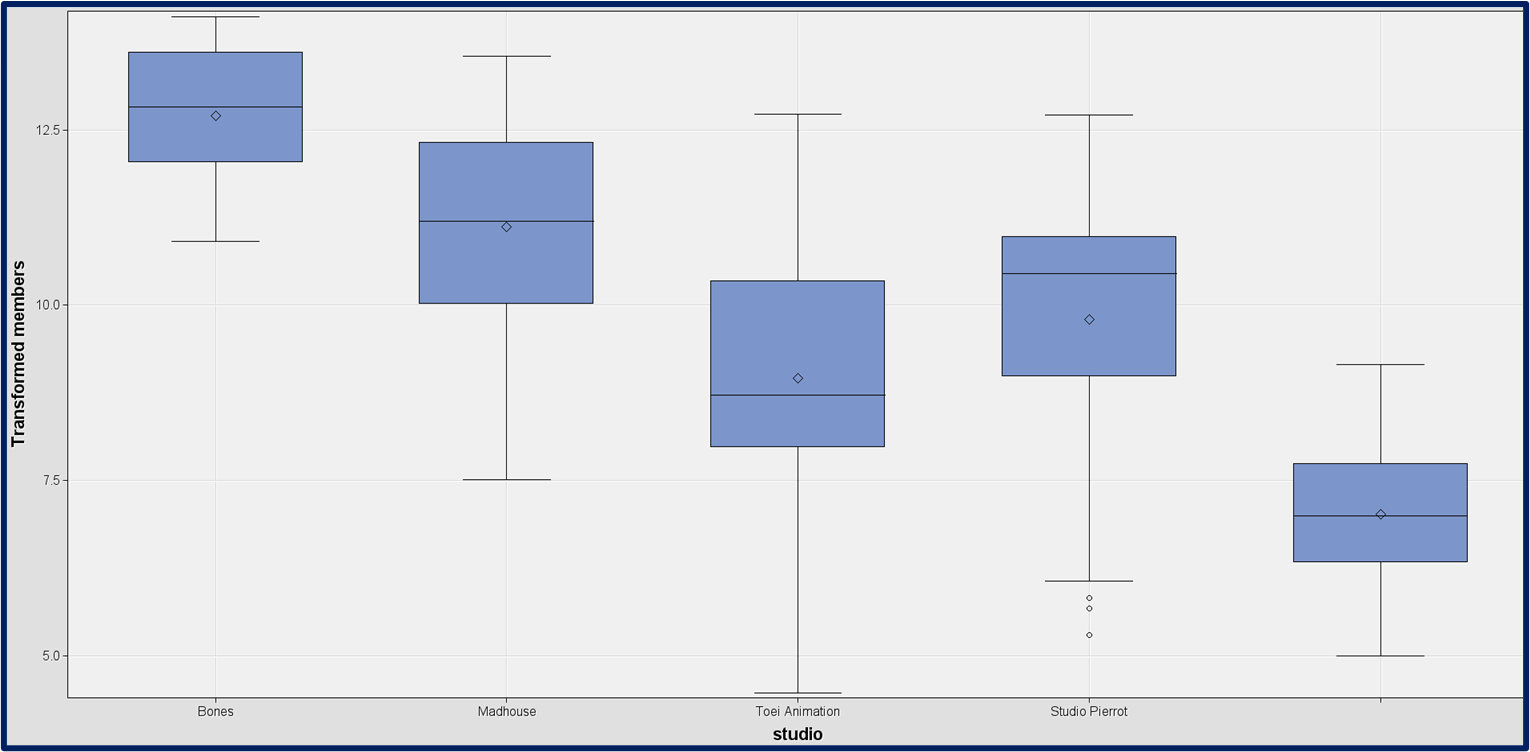 Transformed members
12.5
10.0
7.5
5.0
Bones Madhouse Toei Animation Studio Pierrot
studio